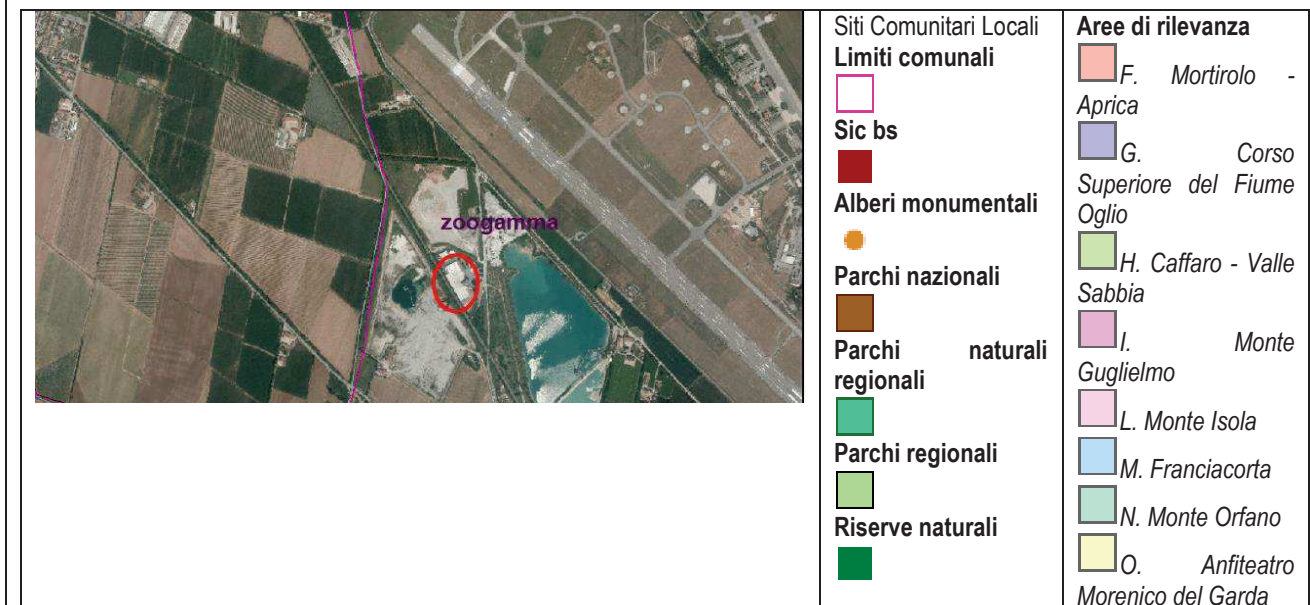 zoogamma
Siti Comunitari Locali
Limiti comunali
Sic bs
Alberi monumentali
Parchi nazionali
Parchi naturali
regionali
Parchi regionali
Riserve naturali
Aree di rilevanza
F. Mortirolo -
Aprica
G. Corso
Superiore del Fiume
Oglio
H. Caffaro - Valle
Sabbia
I. Monte
Guglielmo
L. Monte Isola
M. Franciacorta
N. Monte Orfano
O. Anfiteatro
Morenico del Garda